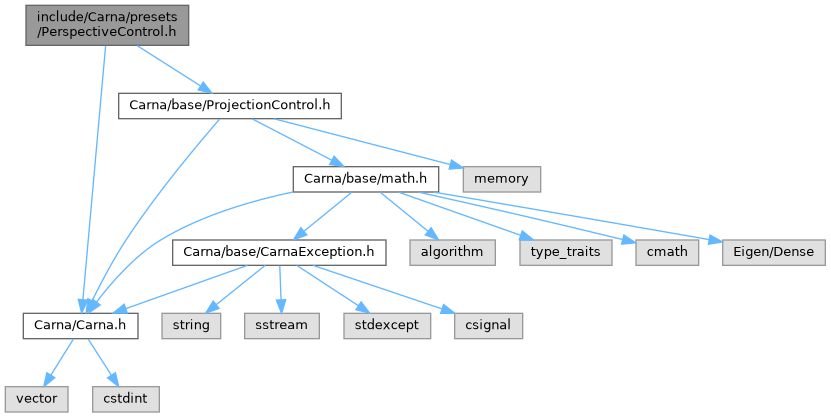 include/Carna/presets
/PerspectiveControl.h
Carna/base/ProjectionControl.h
Carna/base/math.h
memory
Carna/base/CarnaException.h
algorithm
type_traits
cmath
Eigen/Dense
Carna/Carna.h
string
sstream
stdexcept
csignal
vector
cstdint